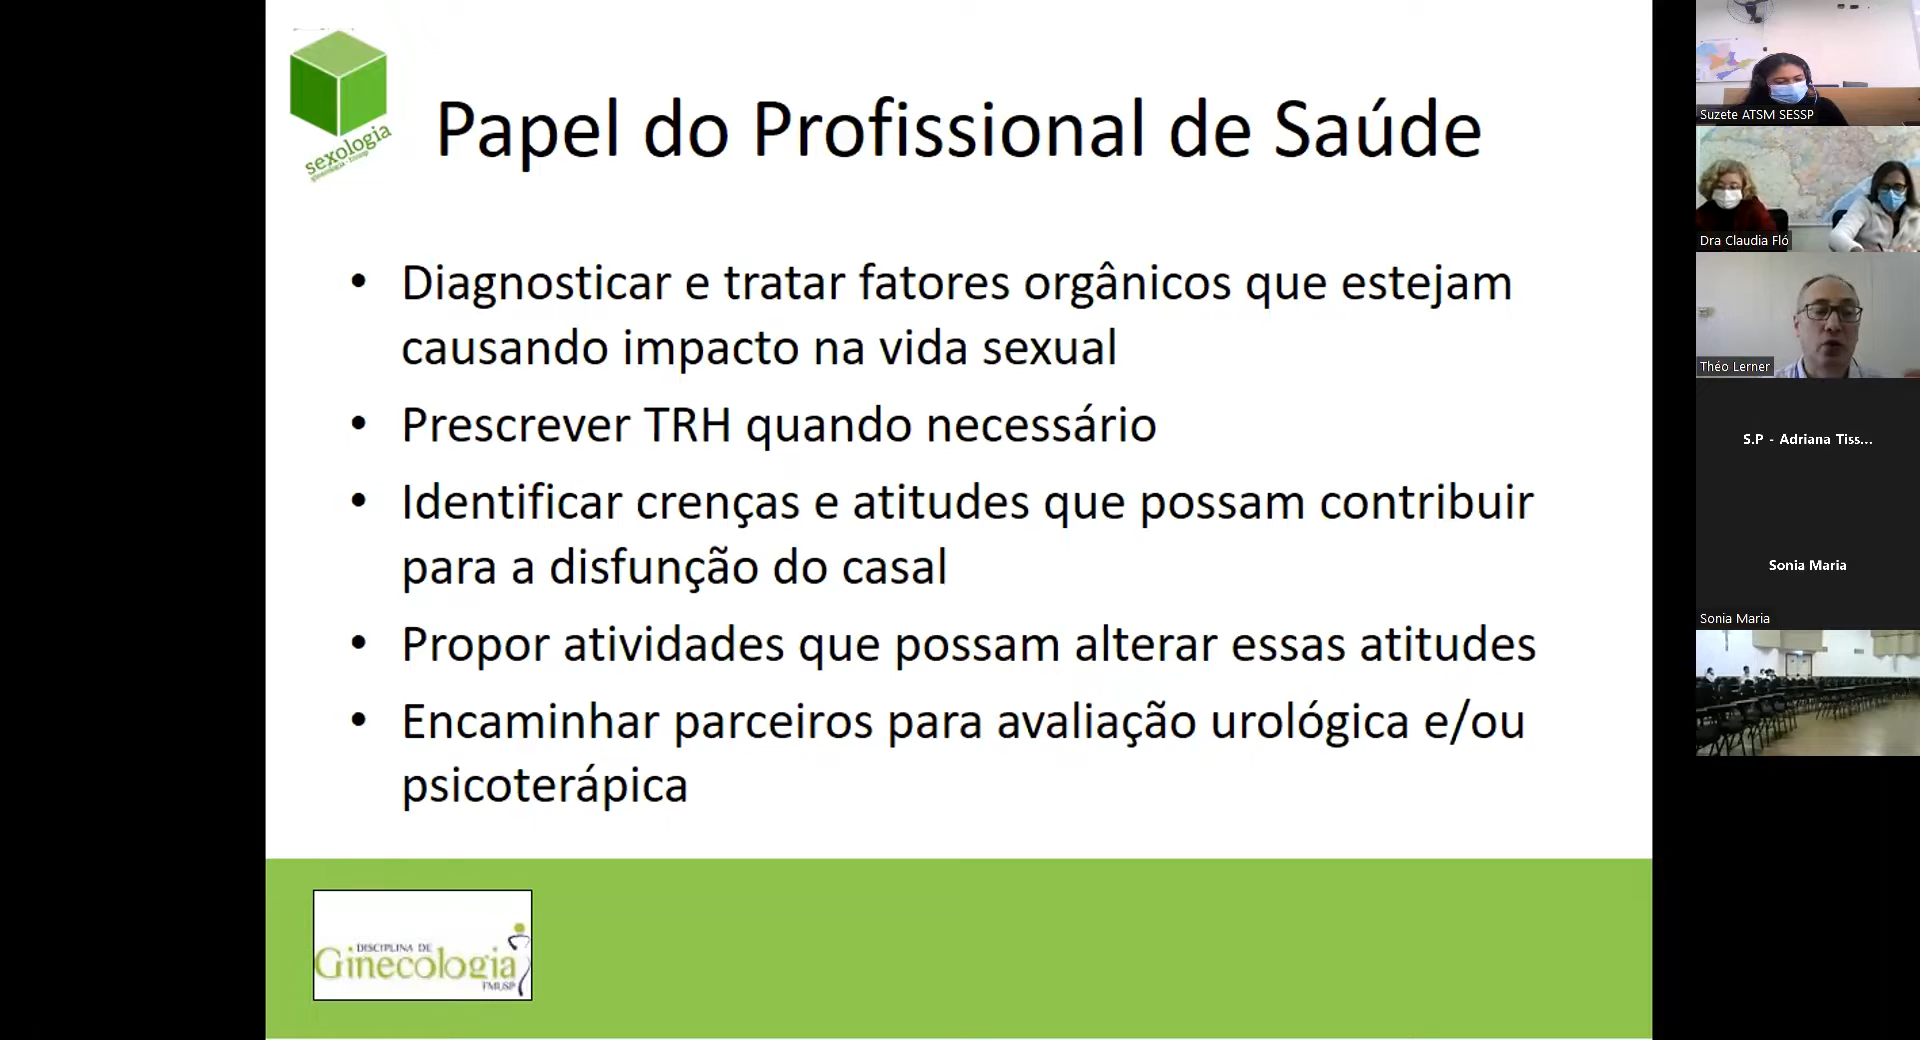 sexologia
Papel do Profissional de Saúde
• Diagnosticar e tratar fatores orgânicos que estejam
causando impacto na vida sexual
• Prescrever TRH quando necessário
• Identificar crenças e atitudes que possam contribuir
para a disfunção do casal
• Propor atividades que possam alterar essas atitudes
• Encaminhar parceiros para avaliação urológica e/ou
psicoterápica
DISCIPLINA DE
Ginecologia
FMUSP
Suzete ATSM SESSP
Dra Claudia Fló
Théo Lerner
S.P - Adriana Tiss...
Sonia Maria
Sonia Maria